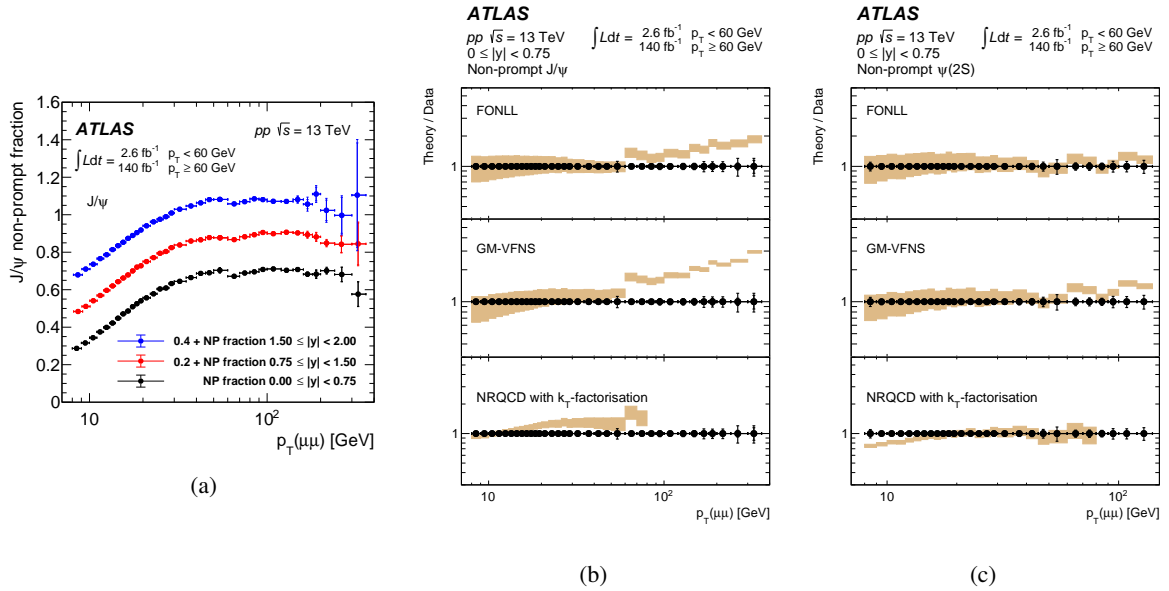 J/ψ non-prompt fraction
1.6
1.4
1.2
1
0.8
0.6
0.4
0.2
0
ATLAS
pp √s = 13 TeV
∫Ldt = 2.6 fb⁻¹ p_T < 60 GeV
140 fb⁻¹ p_T ≥ 60 GeV
J/ψ
0.4 + NP fraction 1.50 ≤ |y| < 2.00
0.2 + NP fraction 0.75 ≤ |y| < 1.50
NP fraction 0.00 ≤ |y| < 0.75
10
10²
p_T(μμ) [GeV]
(a)
ATLAS
pp √s = 13 TeV
∫Ldt = 2.6 fb⁻¹ p_T < 60 GeV
140 fb⁻¹ p_T ≥ 60 GeV
0 ≤ |y| < 0.75
Non-prompt J/ψ
Theory / Data
FONLL
1
GM-VFNS
1
NRQCD with k_T-factorisation
1
10
10²
p_T(μμ) [GeV]
(b)
ATLAS
pp √s = 13 TeV
∫Ldt = 2.6 fb⁻¹ p_T < 60 GeV
140 fb⁻¹ p_T ≥ 60 GeV
0 ≤ |y| < 0.75
Non-prompt ψ(2S)
Theory / Data
FONLL
1
GM-VFNS
1
NRQCD with k_T-factorisation
1
10
10²
p_T(μμ) [GeV]
(c)